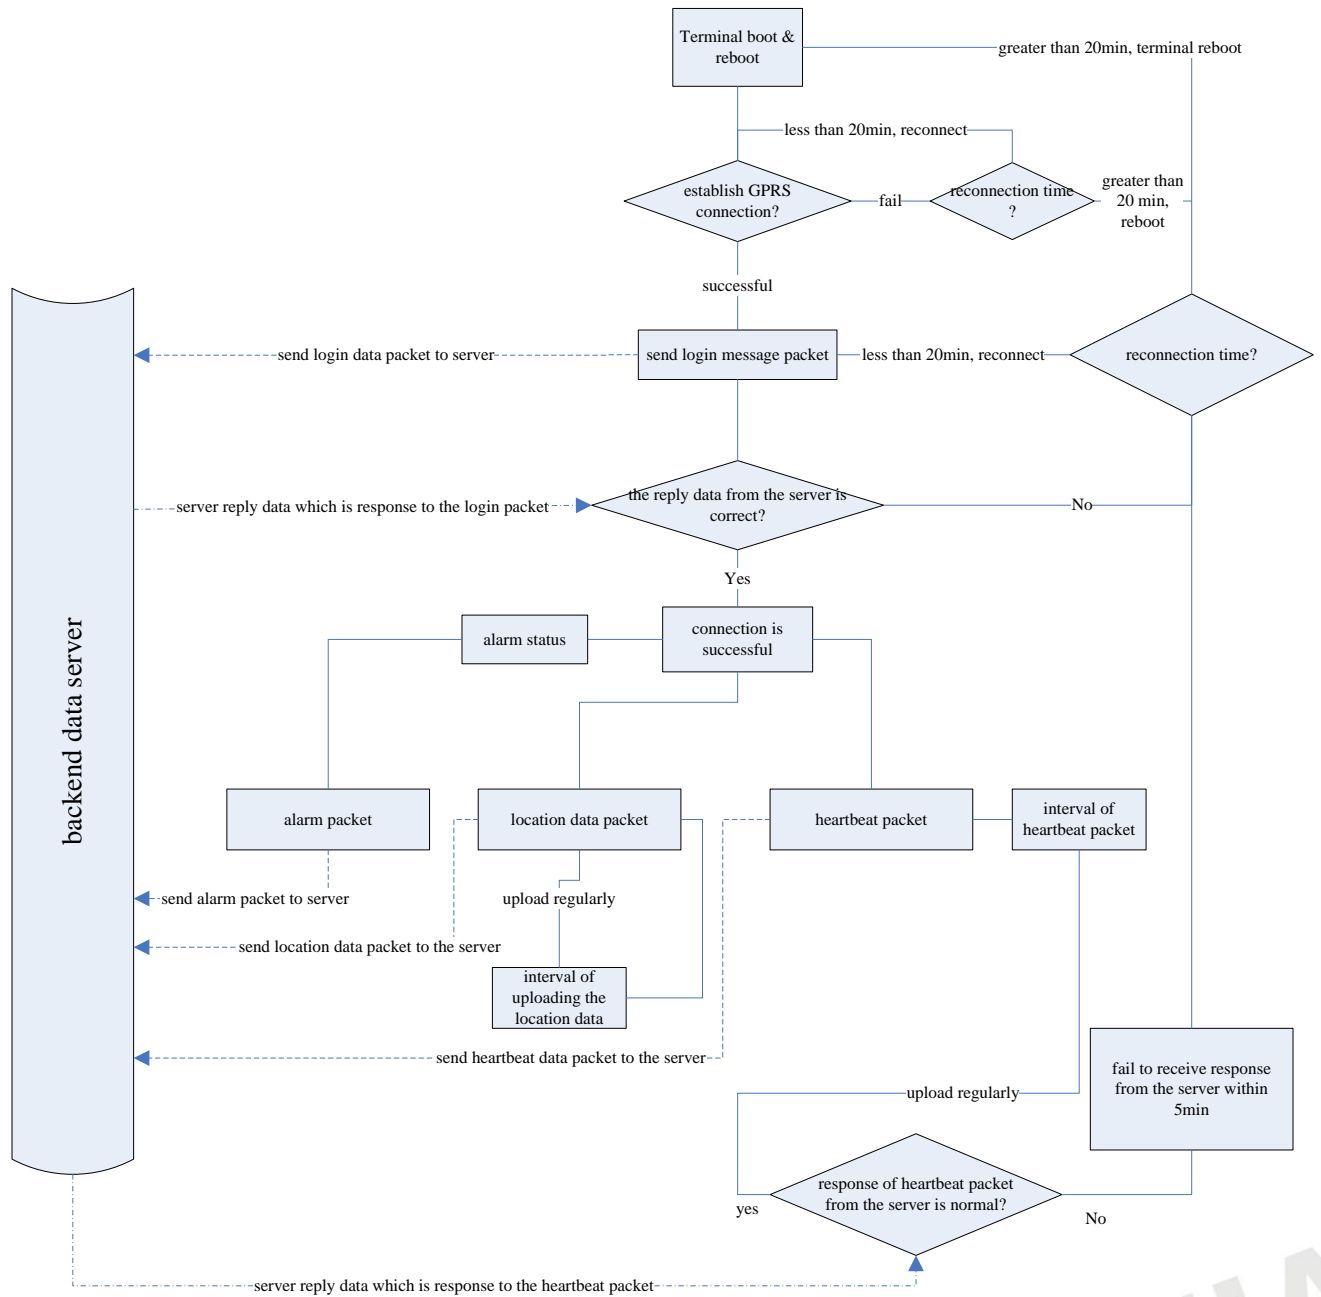 Terminal boot &
reboot
greater than 20min, terminal reboot
less than 20min, reconnect
establish GPRS
connection?
fail
reconnection time
?
greater than
20 min,
reboot
successful
send login data packet to server
send login message packet
less than 20min, reconnect
reconnection time?
server reply data which is response to the login packet
the reply data from the server is
correct?
No
Yes
backend data server
alarm status
connection is
successful
alarm packet
location data packet
heartbeat packet
interval of
heartbeat packet
send alarm packet to server
upload regularly
send location data packet to the server
interval of
uploading the
location data
send heartbeat data packet to the server
fail to receive response
from the server within
5min
upload regularly
response of heartbeat packet
from the server is normal?
yes
No
server reply data which is response to the heartbeat packet